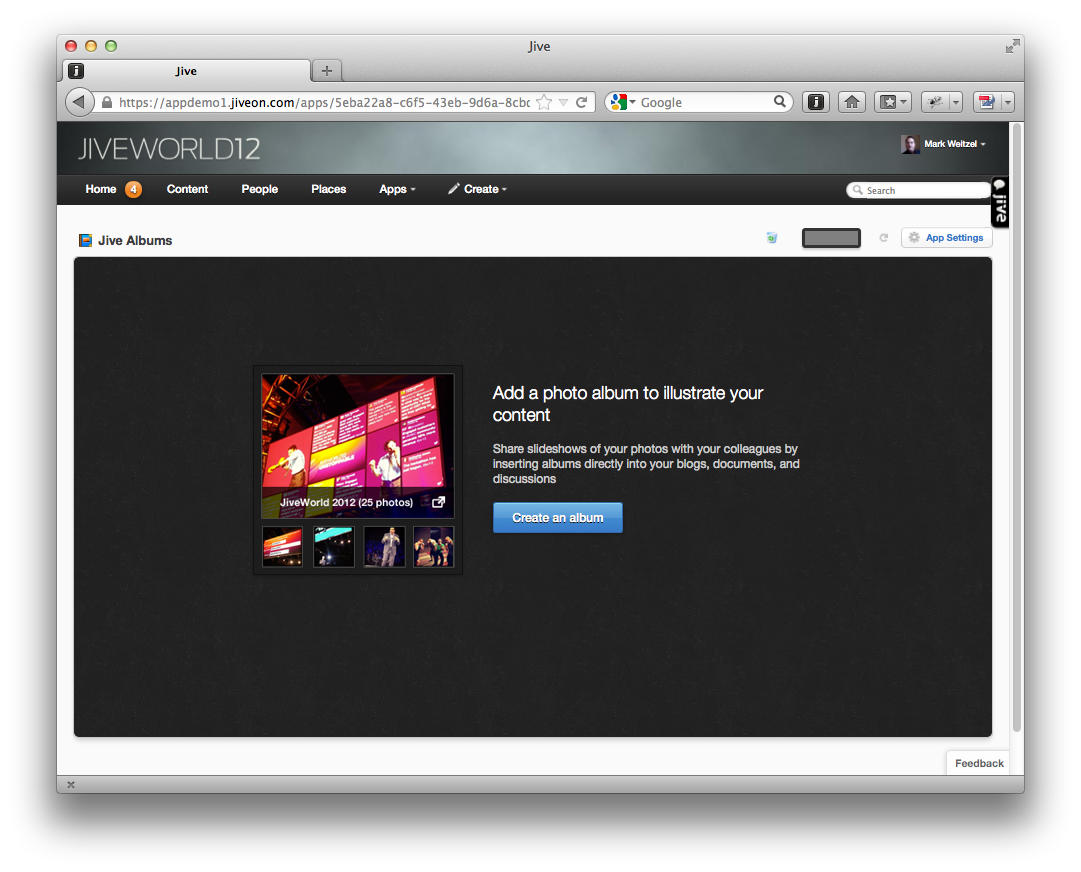 Jive
Jive
https://appdemo1.jiveon.com/apps/5eba22a8-c6f5-43eb-9d6a-8cbc
Google
JIVEWORLD12
Mark Weitzel
Home 4 Content People Places Apps Create
Search
jive
Jive Albums
App Settings
Add a photo album to illustrate your
content
Share slideshows of your photos with your colleagues by
inserting albums directly into your blogs, documents, and
discussions
JiveWorld 2012 (25 photos)
Create an album
Feedback